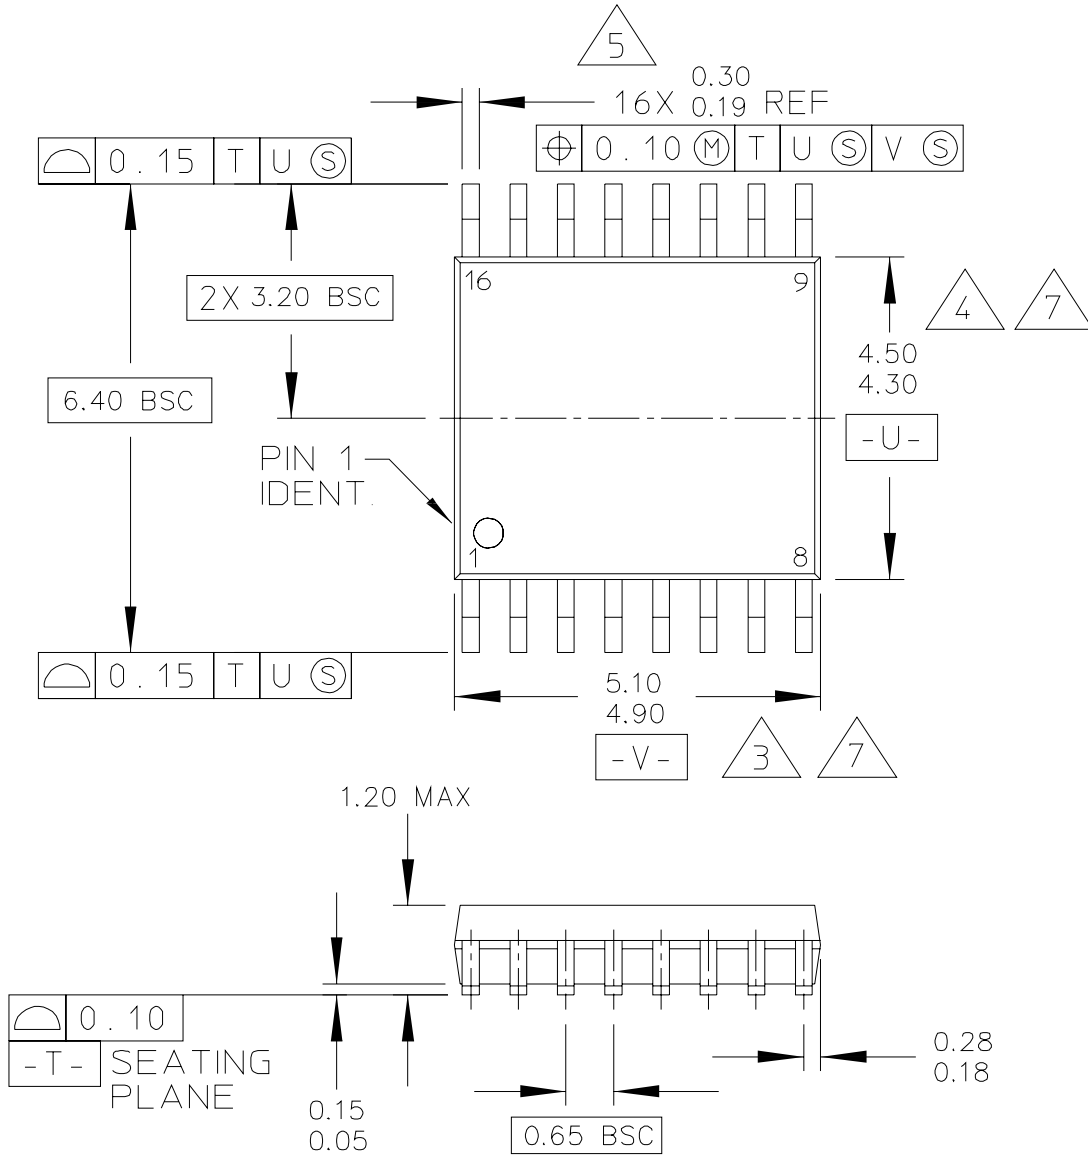 5
0.30
16X 0.19 REF
0.15 T U Ⓢ
⌖ 0.10 Ⓜ T U Ⓢ V Ⓢ
16
9
2X 3.20 BSC
4
7
4.50
4.30
6.40 BSC
-U-
PIN 1
IDENT.
1
8
0.15 T U Ⓢ
5.10
4.90
-V-
3
7
1.20 MAX
0.10
-T- SEATING
PLANE
0.15
0.05
0.28
0.18
0.65 BSC